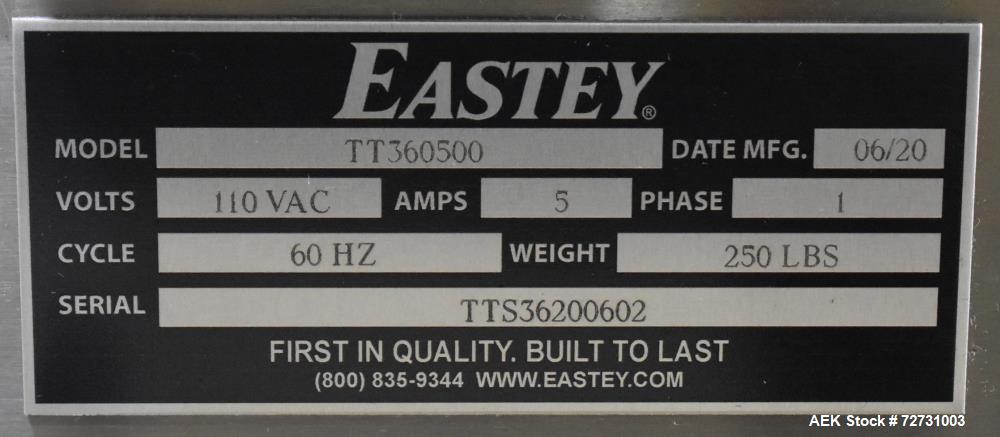 EASTEY®
MODEL TT360500 DATE MFG. 06/20
VOLTS 110 VAC AMPS 5 PHASE 1
CYCLE 60 HZ WEIGHT 250 LBS
SERIAL TTS36200602
FIRST IN QUALITY. BUILT TO LAST
(800) 835-9344 WWW.EASTEY.COM
AEK Stock # 72731003